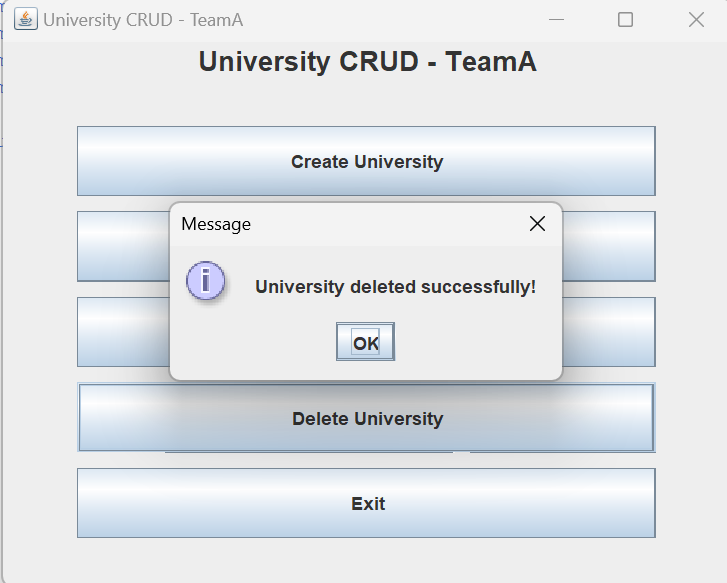 University CRUD - TeamA
University CRUD - TeamA
Create University
Message
University deleted successfully!
OK
Delete University
Exit